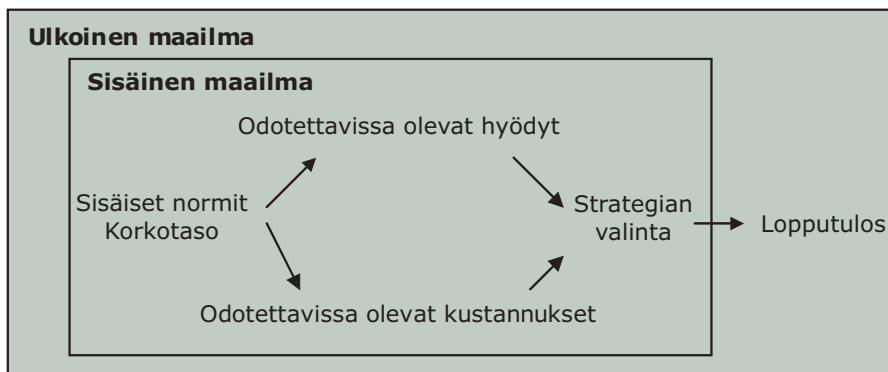 Ulkoinen maailma
Sisäinen maailma
Odotettavissa olevat hyödyt
Sisäiset normit
Korkotaso
Strategian
valinta
Lopputulos
Odotettavissa olevat kustannukset